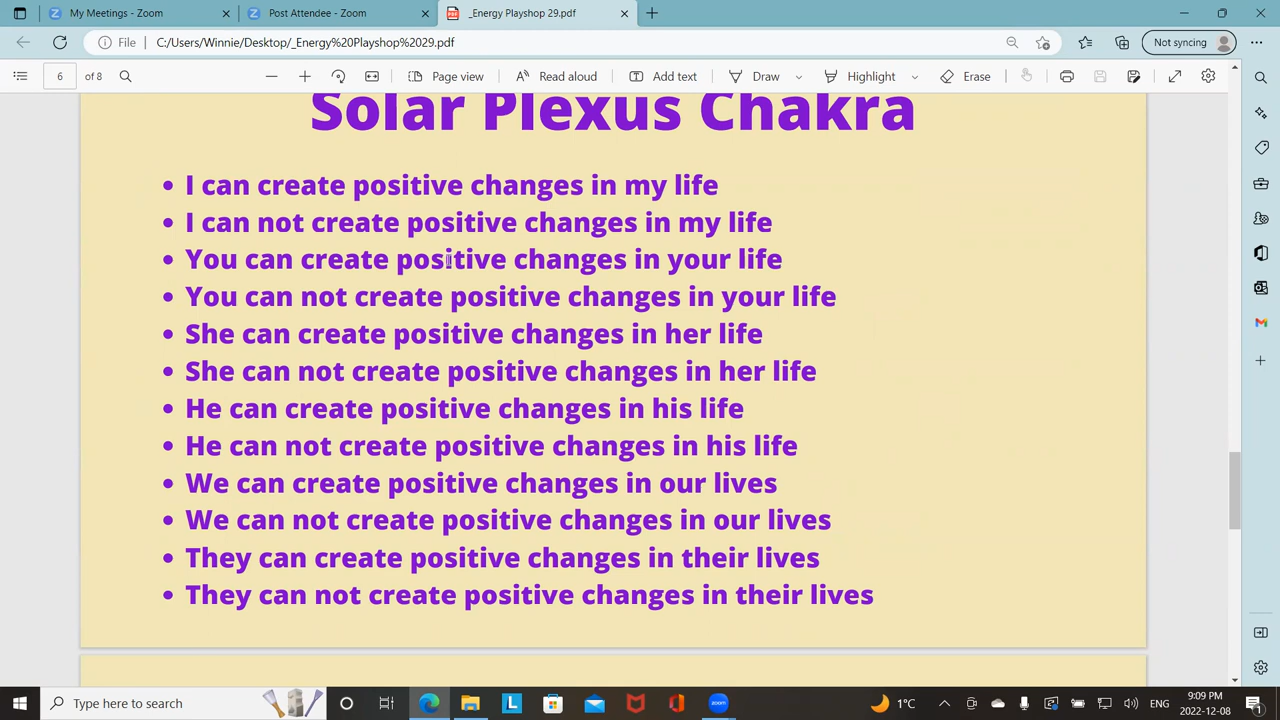 My Meetings - Zoom
Post Attendee - Zoom
_Energy Playshop 29.pdf
File
C:/Users/Winnie/Desktop/_Energy%20Playshop%2029.pdf
Not syncing
6
of 8
Page view
Read aloud
Add text
Draw
Highlight
Erase
Solar Plexus Chakra
• I can create positive changes in my life
• I can not create positive changes in my life
• You can create positive changes in your life
• You can not create positive changes in your life
• She can create positive changes in her life
• She can not create positive changes in her life
• He can create positive changes in his life
• He can not create positive changes in his life
• We can create positive changes in our lives
• We can not create positive changes in our lives
• They can create positive changes in their lives
• They can not create positive changes in their lives
Type here to search
L
zoom
1°C
9:09 PM
2022-12-08
1